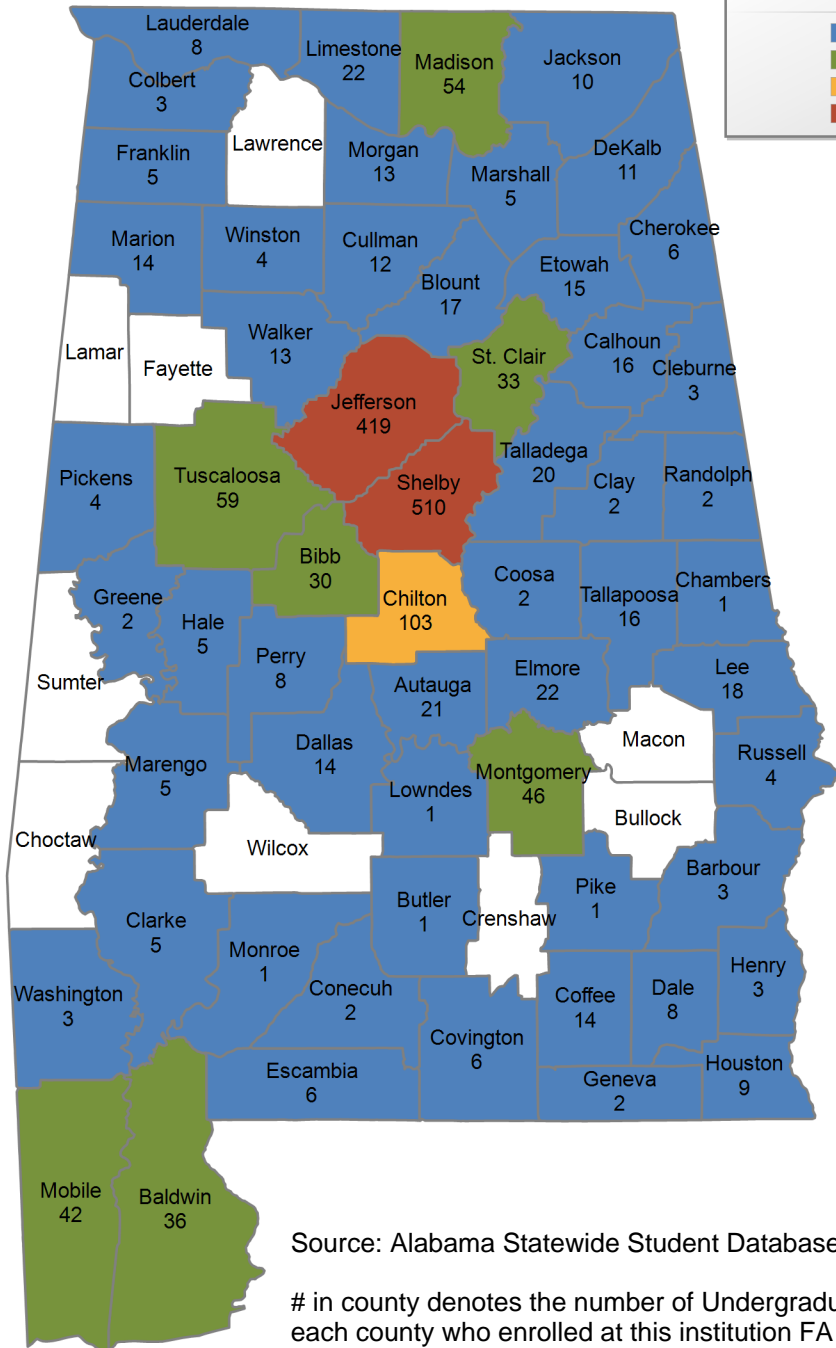 Lauderdale
8
Limestone
22
Madison
54
Jackson
10
Colbert
3
Lawrence
Franklin
5
Morgan
13
Marshall
5
DeKalb
11
Marion
14
Winston
4
Cullman
12
Blount
17
Etowah
15
Cherokee
6
Lamar
Fayette
Walker
13
Jefferson
419
St. Clair
33
Calhoun
16
Cleburne
3
Pickens
4
Tuscaloosa
59
Shelby
510
Talladega
20
Clay
2
Randolph
2
Bibb
30
Chilton
103
Coosa
2
Tallapoosa
16
Chambers
1
Greene
2
Hale
5
Perry
8
Sumter
Autauga
21
Elmore
22
Lee
18
Marengo
5
Dallas
14
Lowndes
1
Montgomery
46
Macon
Russell
4
Bullock
Choctaw
Wilcox
Clarke
5
Butler
1
Crenshaw
Pike
1
Barbour
3
Monroe
1
Conecuh
2
Washington
3
Covington
6
Coffee
14
Dale
8
Henry
3
Escambia
6
Geneva
2
Houston
9
Mobile
42
Baldwin
36
Source: Alabama Statewide Student Database
# in county denotes the number of Undergradu
each county who enrolled at this institution FA